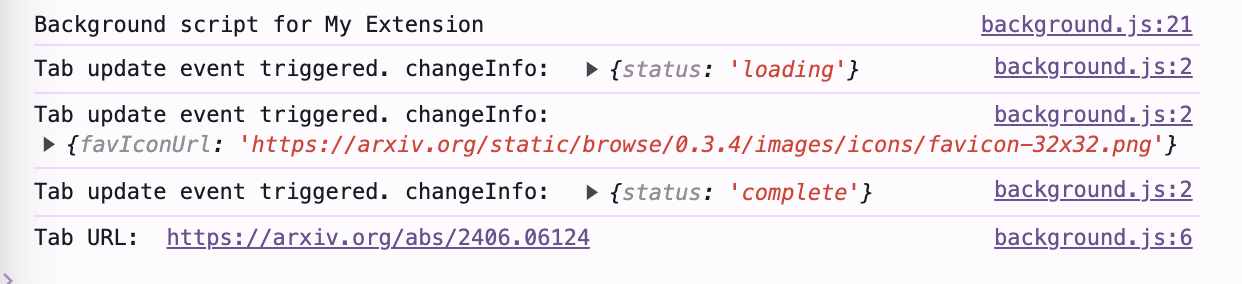 Background script for My Extension background.js:21
Tab update event triggered. changeInfo: ▶ {status: 'loading'} background.js:2
Tab update event triggered. changeInfo: background.js:2
▶ {favIconUrl: 'https://arxiv.org/static/browse/0.3.4/images/icons/favicon-32x32.png'}
Tab update event triggered. changeInfo: ▶ {status: 'complete'} background.js:2
Tab URL: https://arxiv.org/abs/2406.06124 background.js:6